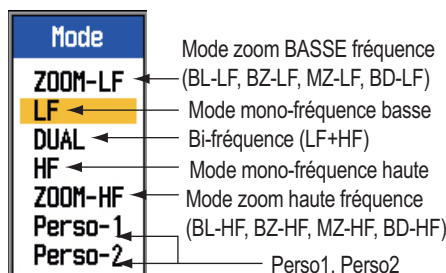 Mode
ZOOM-LF
LF
DUAL
HF
ZOOM-HF
Perso-1
Perso-2
Mode zoom BASSE fréquence
(BL-LF, BZ-LF, MZ-LF, BD-LF)
Mode mono-fréquence basse
Bi-fréquence (LF+HF)
Mode mono-fréquence haute
Mode zoom haute fréquence
(BL-HF, BZ-HF, MZ-HF, BD-HF)
Perso1, Perso2